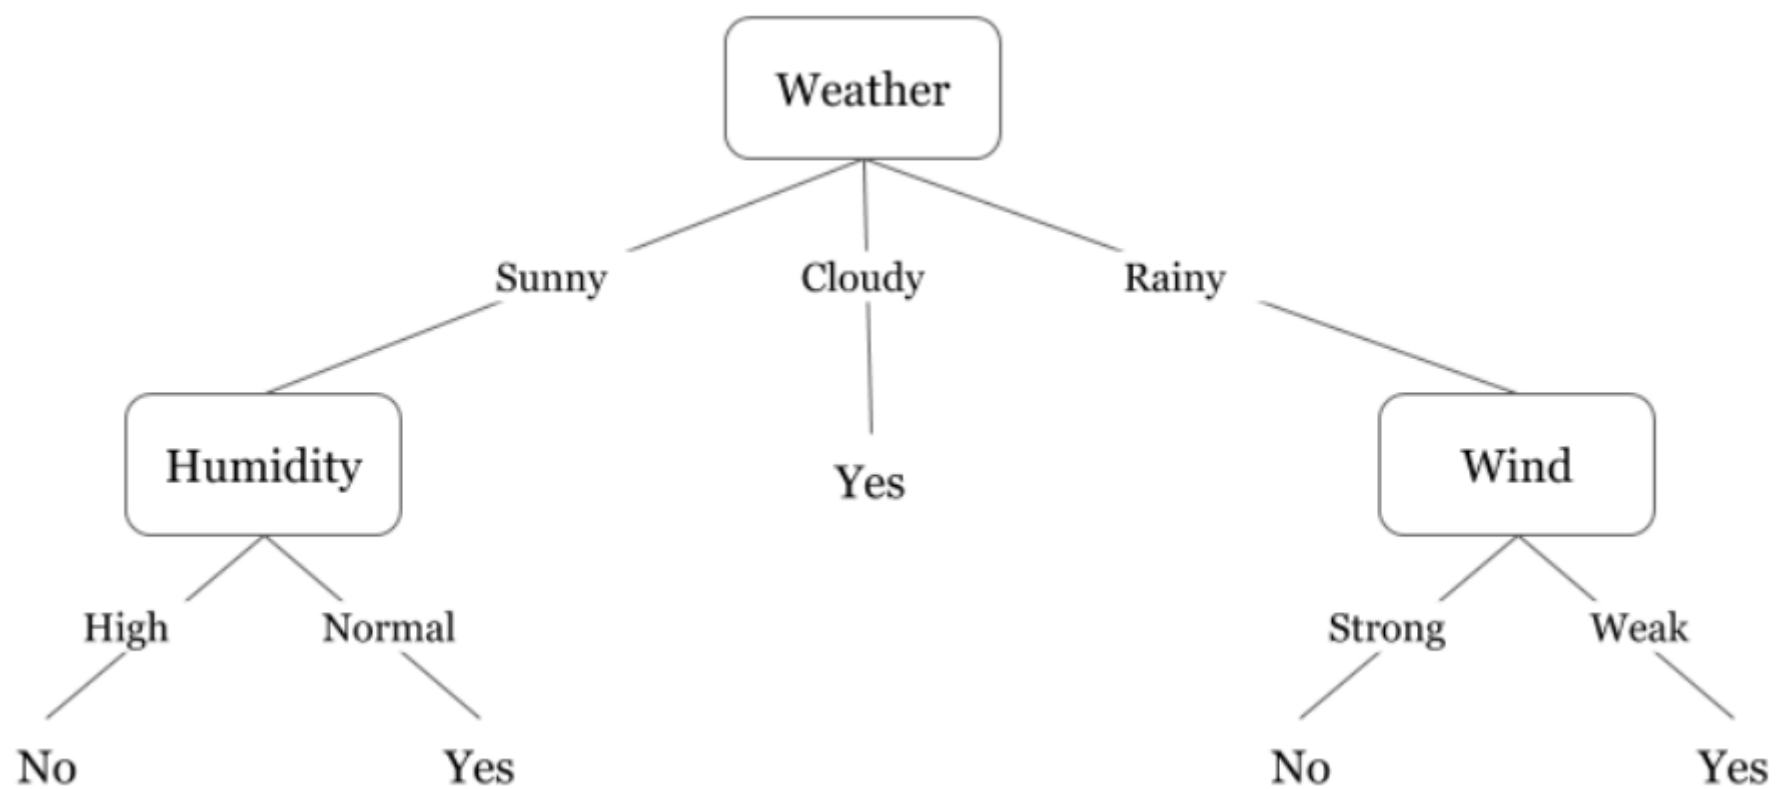 Weather
Sunny Cloudy Rainy
Humidity
Yes
Wind
High Normal
Strong Weak
No Yes
No Yes